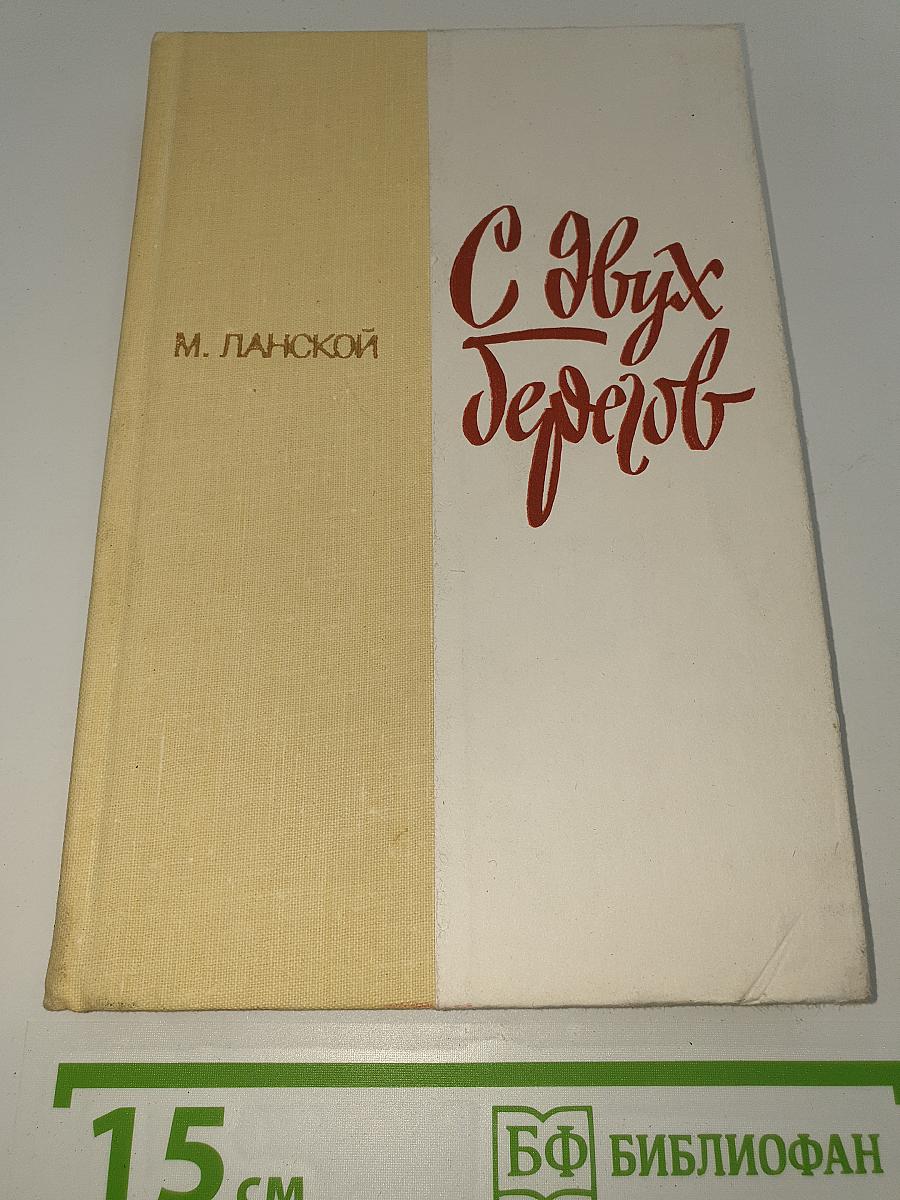 М. ЛАНСКОЙ
С двух
берегов
15 см
БФ БИБЛИОФАН